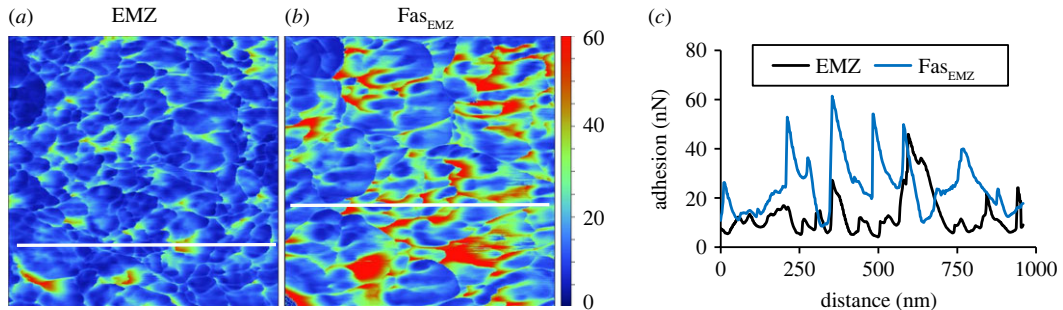 (a) EMZ
(b) Fas_EMZ
60
40
20
0
(c)
80
60
40
20
0
adhesion (nN)
EMZ Fas_EMZ
0 250 500 750 1000
distance (nm)